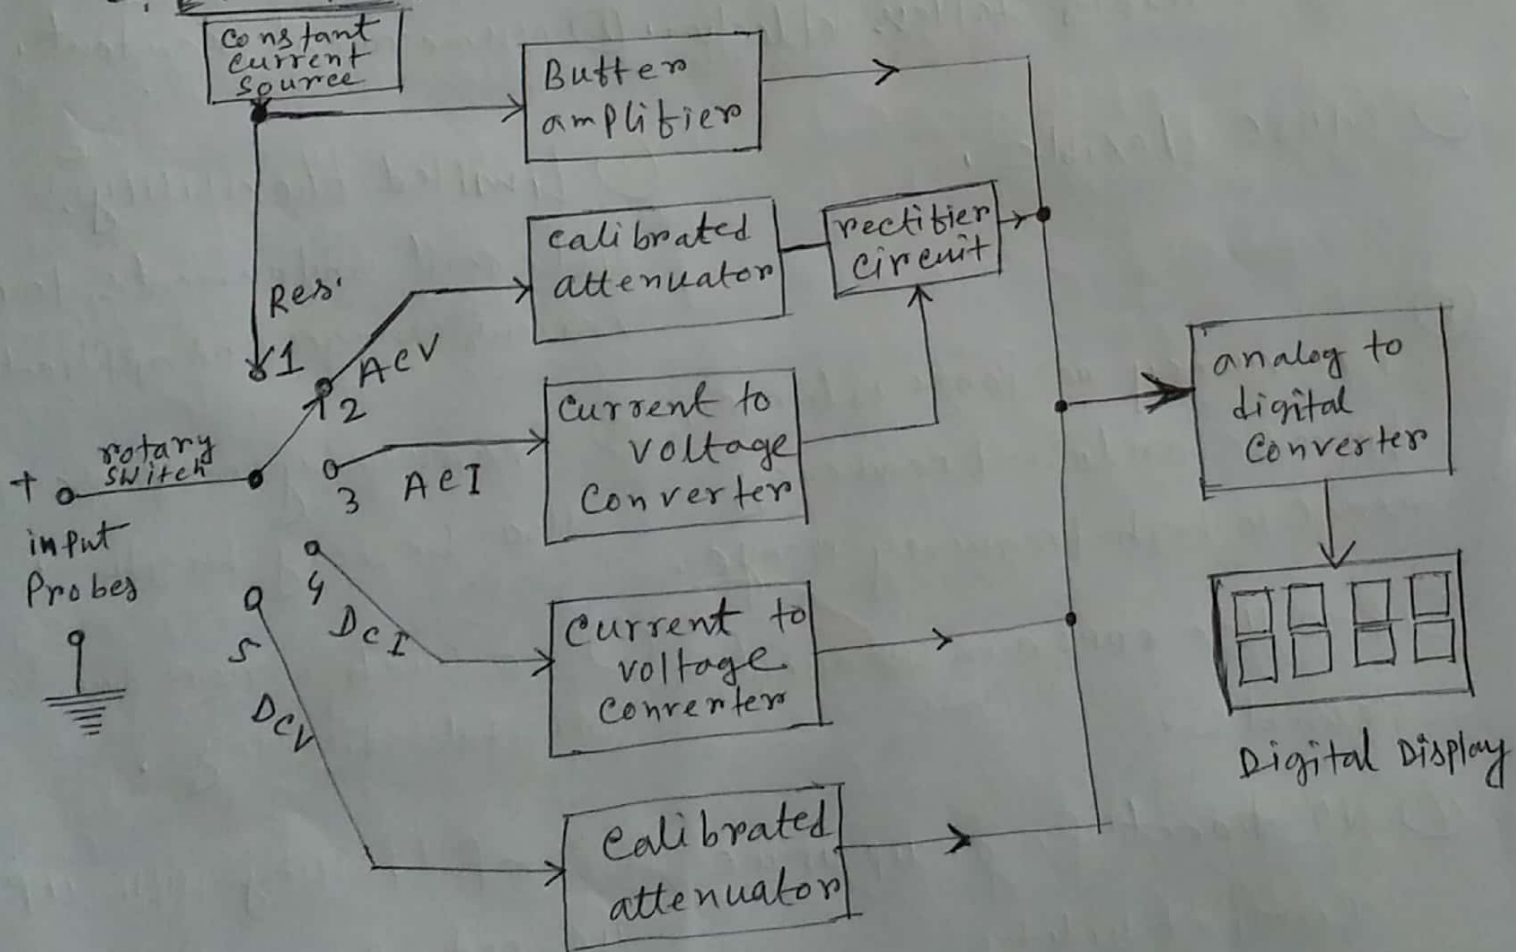 Constant
Current
Source
Buffer
amplifier
Calibrated
attenuator
rectifier
circuit
Res.
1
ACV
2
Current to
voltage
Converter
3
ACI
rotary
switch
+
input
Probes
4
DCI
Current to
voltage
Converter
5
DCV
Calibrated
attenuator
analog to
digital
Converter
8888
Digital Display